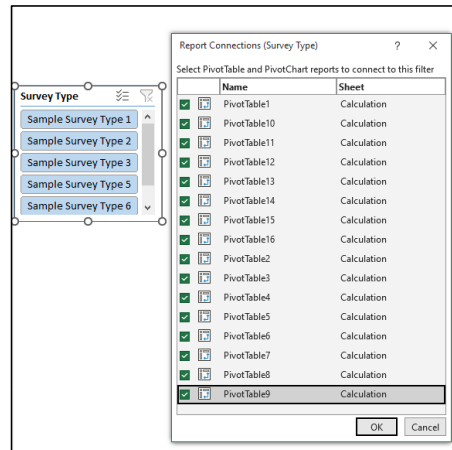 Report Connections (Survey Type) ? ×
Select PivotTable and PivotChart reports to connect to this filter
Name Sheet
PivotTable1 Calculation
PivotTable10 Calculation
PivotTable11 Calculation
PivotTable12 Calculation
PivotTable13 Calculation
PivotTable14 Calculation
PivotTable15 Calculation
PivotTable16 Calculation
PivotTable2 Calculation
PivotTable3 Calculation
PivotTable4 Calculation
PivotTable5 Calculation
PivotTable6 Calculation
PivotTable7 Calculation
PivotTable8 Calculation
PivotTable9 Calculation
OK Cancel
Survey Type
Sample Survey Type 1
Sample Survey Type 2
Sample Survey Type 3
Sample Survey Type 5
Sample Survey Type 6